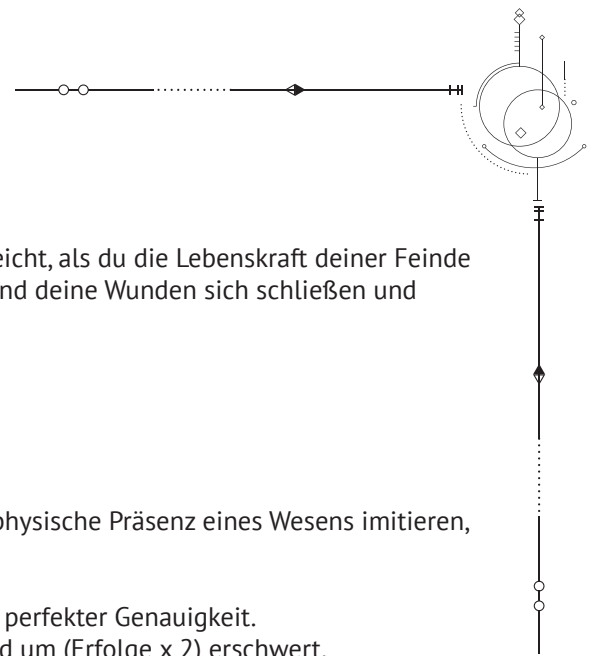 eicht, als du die Lebenskraft deiner Feinde
nd deine Wunden sich schließen und
physische Präsenz eines Wesens imitieren,
perfekter Genauigkeit.
d um (Erfolge x 2) erschwert.